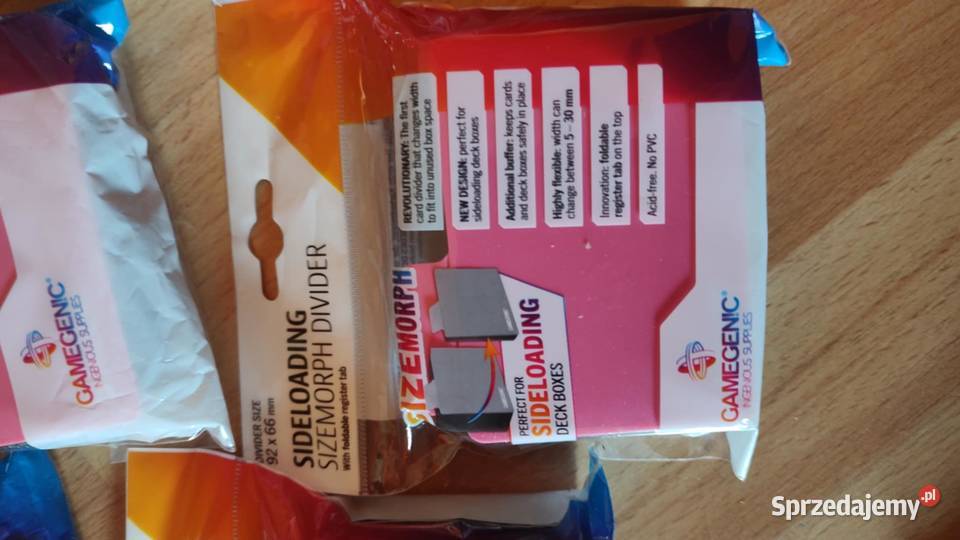 DIVIDER SIZE
92 x 66 mm
SIDELOADING
SIZEMORPH DIVIDER
With foldable register tab
SIZEMORPH
REVOLUTIONARY: The first
card divider that changes width
to fit into unused box space
NEW DESIGN: perfect for
sideloading deck boxes
Additional buffer: keeps cards
and deck boxes safely in place
Highly flexible: width can
change between 5 – 30 mm
Innovation: foldable
register tab on the top
Acid-free. No PVC
PERFECT FOR
SIDELOADING
DECK BOXES
GAMEGEN!C®
INGENIOUS SUPPLIES
GAMEGEN!C®
INGENIOUS SUPPLIES
Sprzedajemy.pl